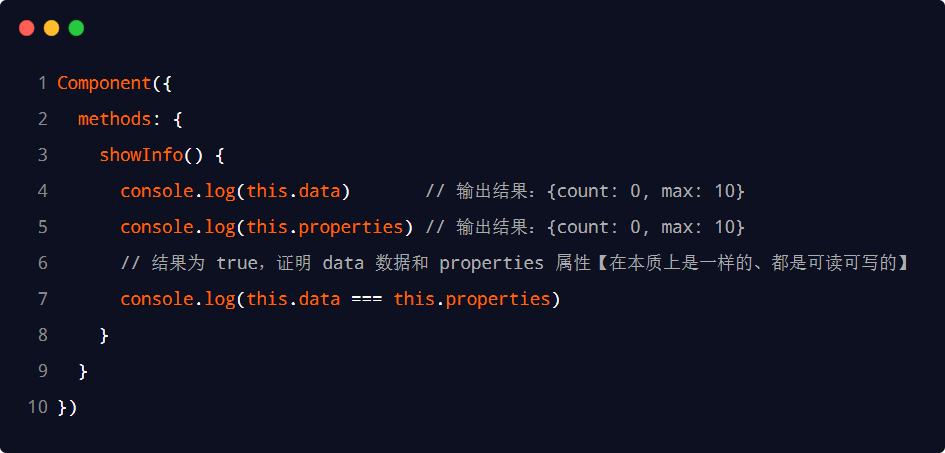 1 Component({
2   methods: {
3     showInfo() {
4       console.log(this.data)       // 输出结果：{count: 0, max: 10}
5       console.log(this.properties) // 输出结果：{count: 0, max: 10}
6       // 结果为 true，证明 data 数据和 properties 属性【在本质上是一样的、都是可读可写的】
7       console.log(this.data === this.properties)
8     }
9   }
10 })